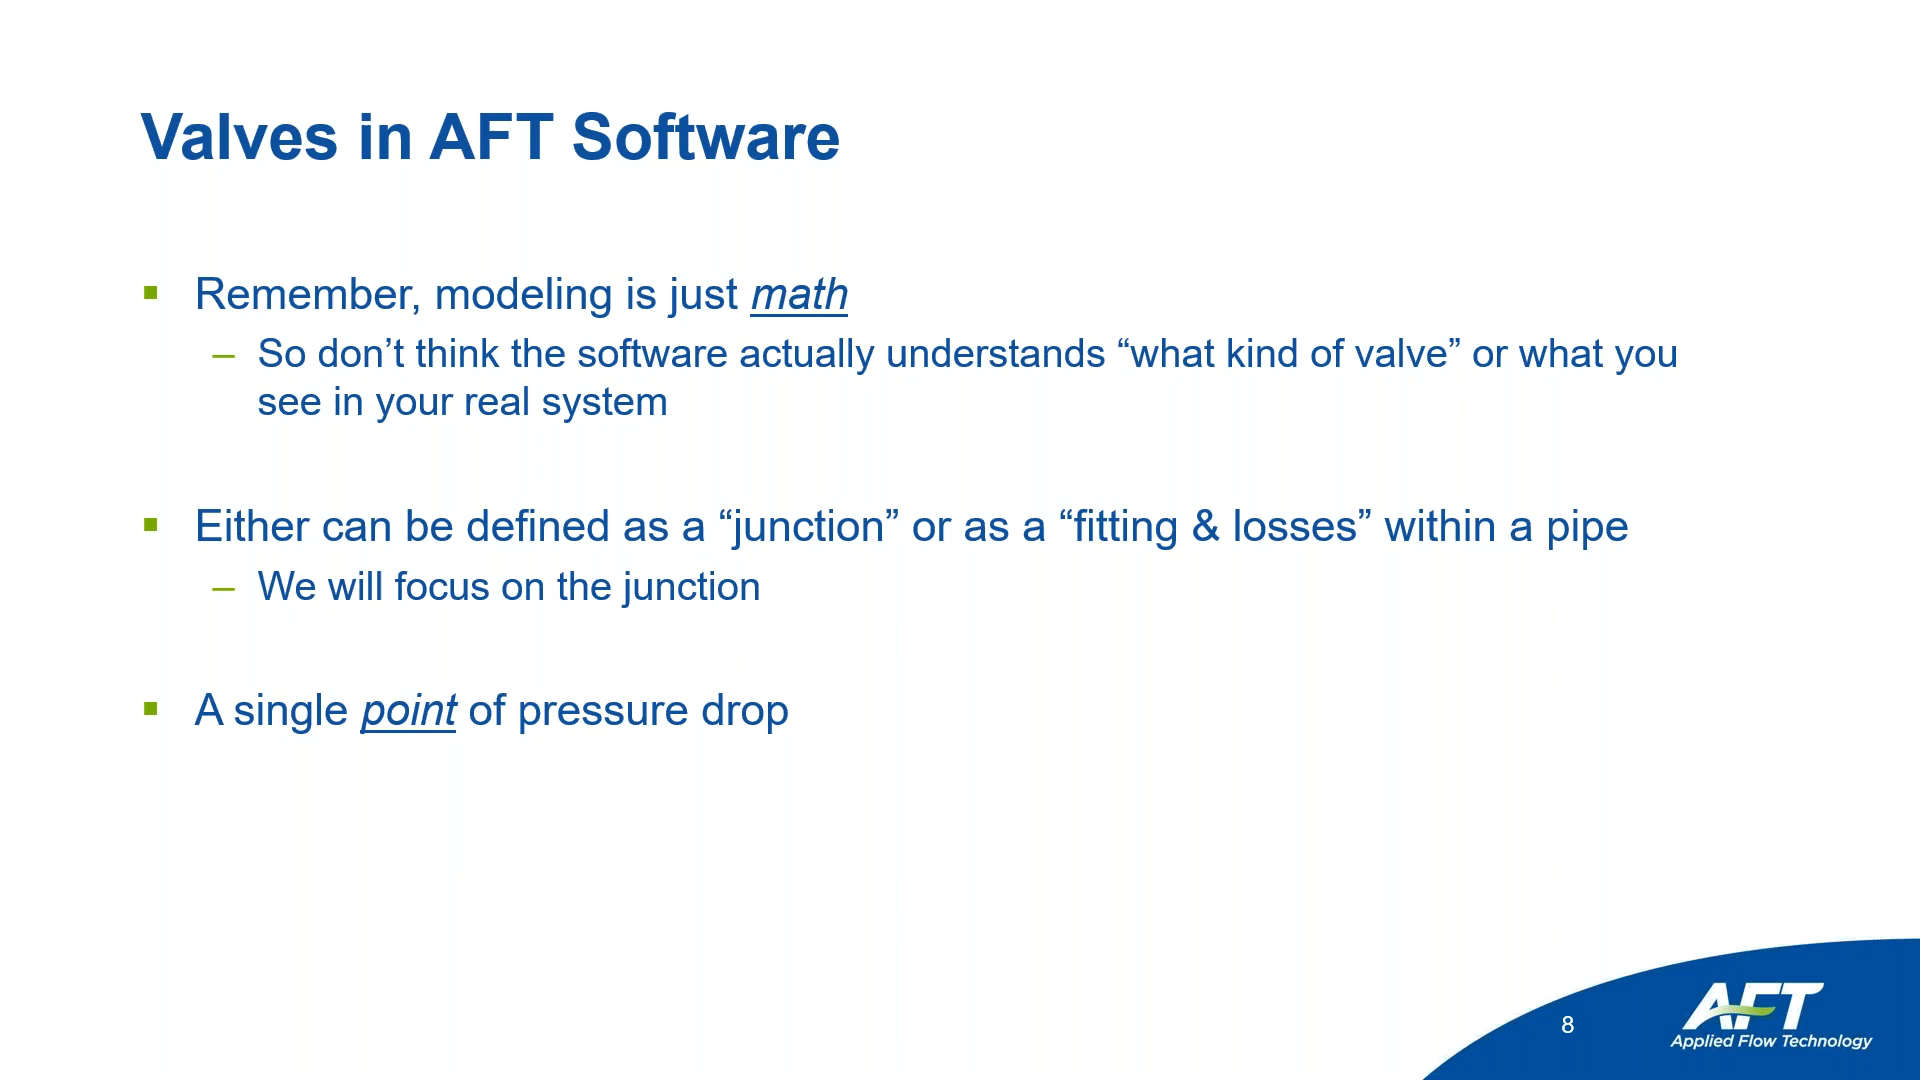 Valves in AFT Software
▪ Remember, modeling is just math
– So don’t think the software actually understands “what kind of valve” or what you
see in your real system
▪ Either can be defined as a “junction” or as a “fitting & losses” within a pipe
– We will focus on the junction
▪ A single point of pressure drop
8
AFT
Applied Flow Technology